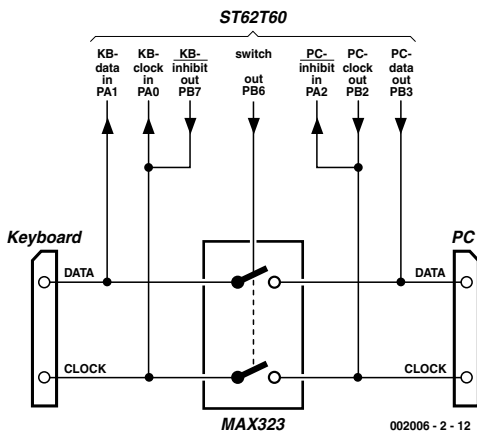 ST62T60
KB- KB- KB- switch PC- PC- PC-
data clock inhibit inhibit clock data
in in out out in out out
PA1 PA0 PB7 PB6 PA2 PB2 PB3
Keyboard PC
DATA DATA
CLOCK CLOCK
MAX323 002006 - 2 - 12